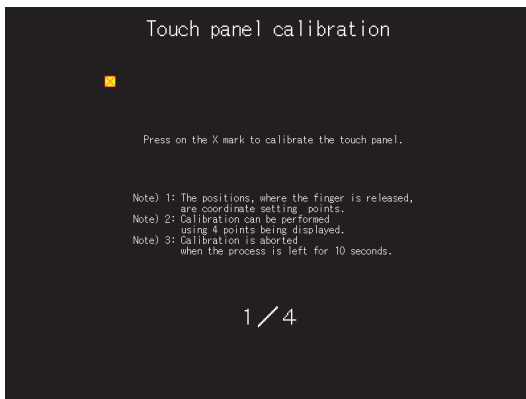 Touch panel calibration
Press on the X mark to calibrate the touch panel.
Note) 1: The positions, where the finger is released,
are coordinate setting points.
Note) 2: Calibration can be performed
using 4 points being displayed.
Note) 3: Calibration is aborted
when the process is left for 10 seconds.
1/4